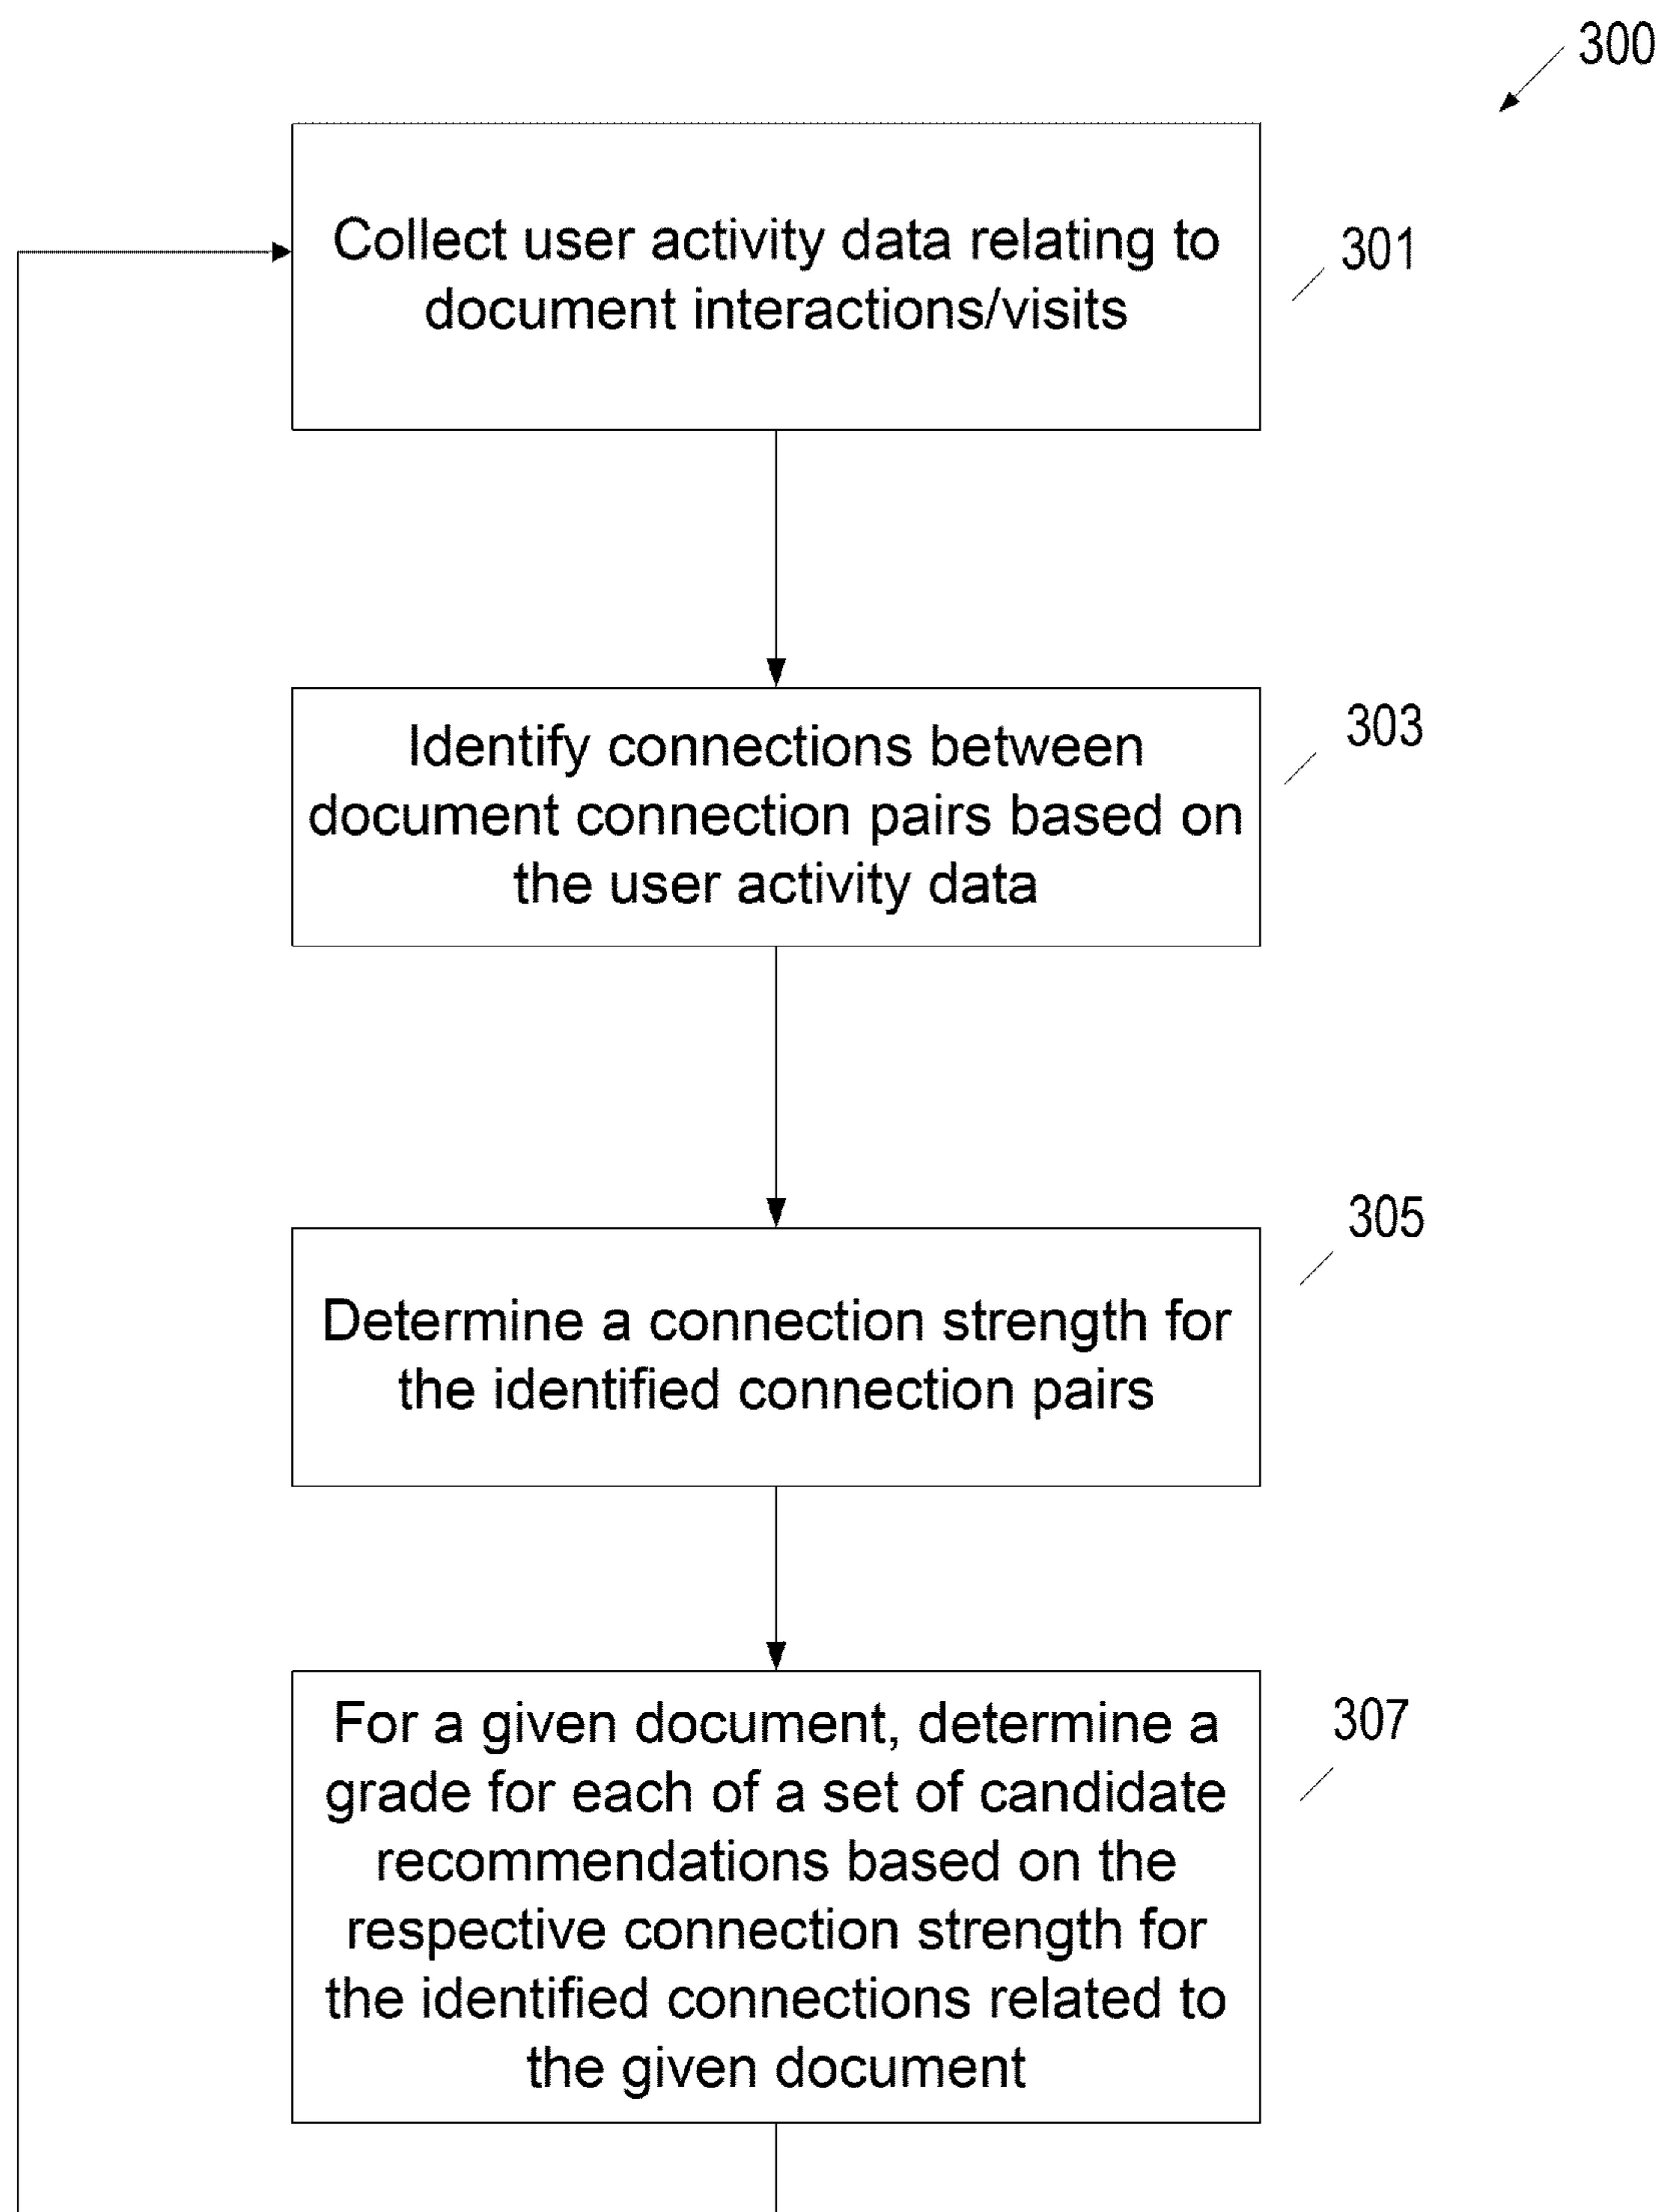 300
Collect user activity data relating to
document interactions/visits
301
Identify connections between
document connection pairs based on
the user activity data
303
Determine a connection strength for
the identified connection pairs
305
For a given document, determine a
grade for each of a set of candidate
recommendations based on the
respective connection strength for
the identified connections related to
the given document
307